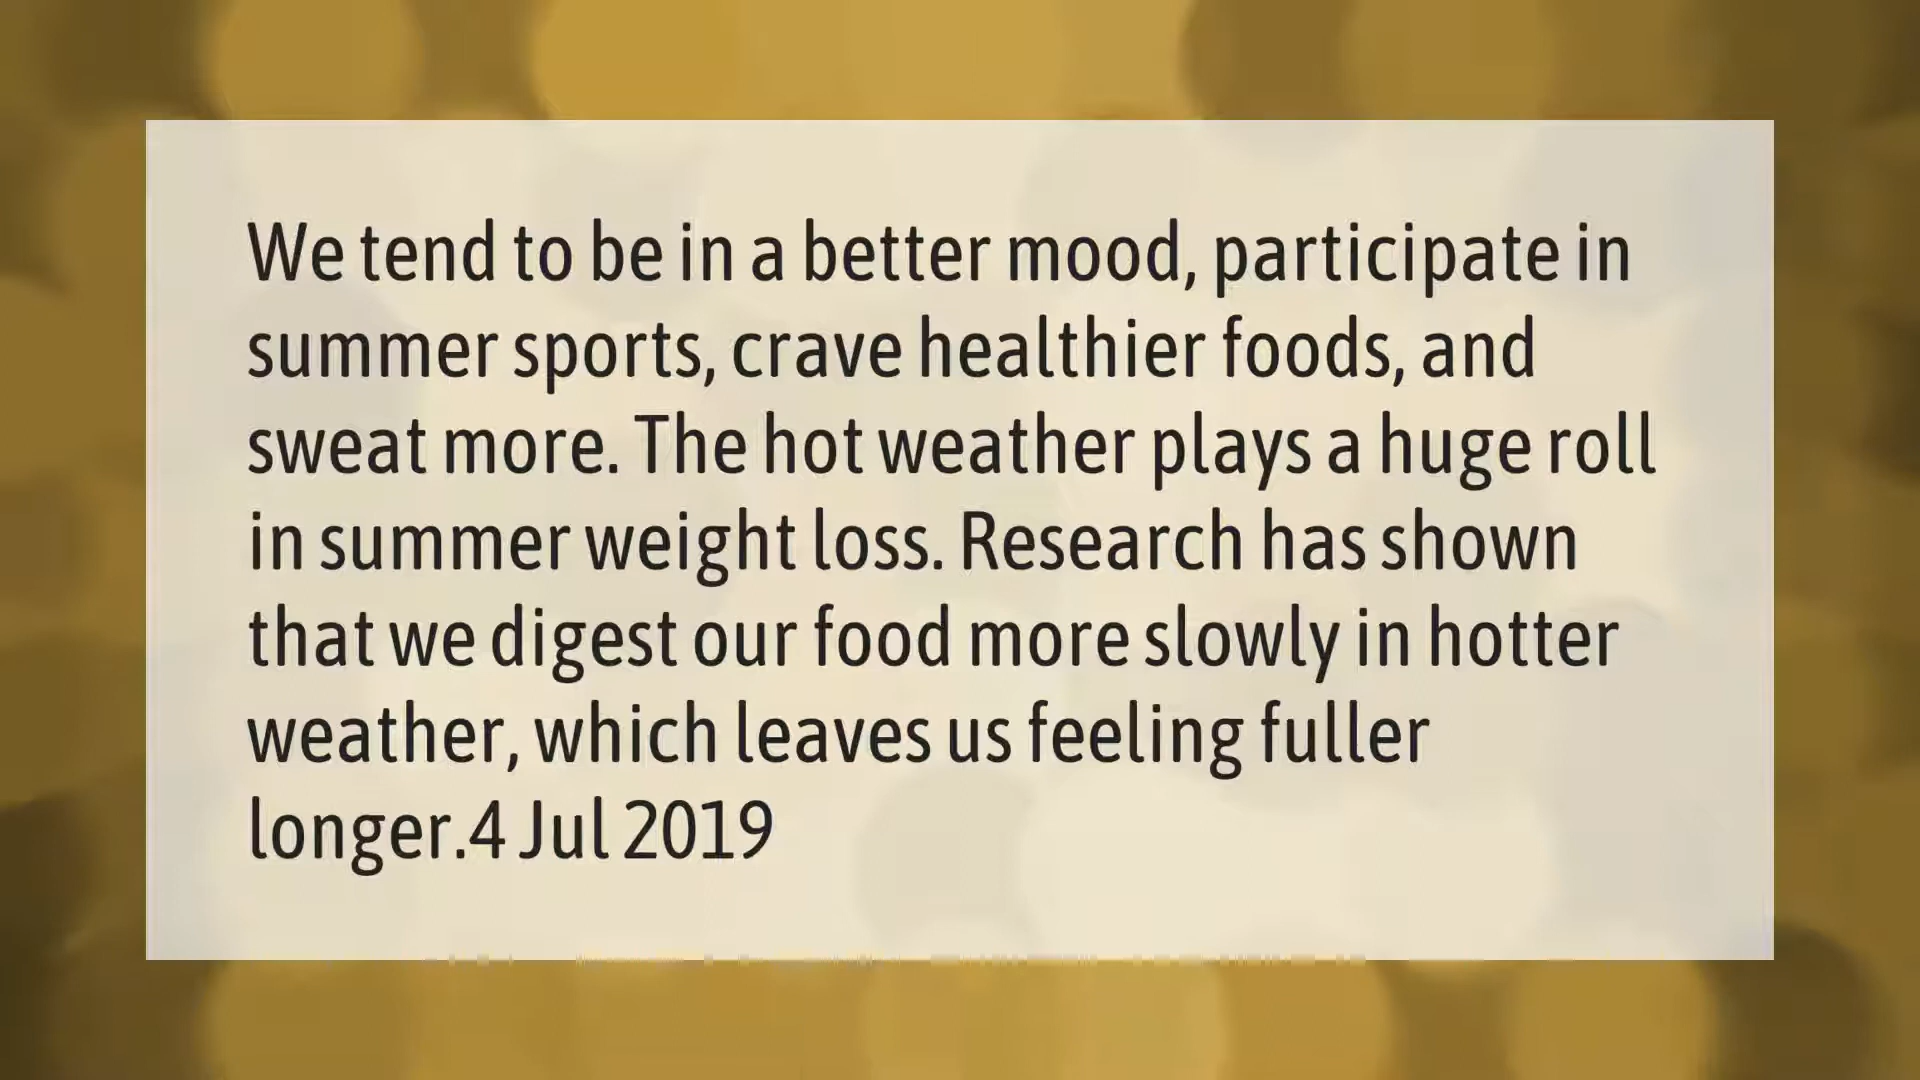 We tend to be in a better mood, participate in
summer sports, crave healthier foods, and
sweat more. The hot weather plays a huge roll
in summer weight loss. Research has shown
that we digest our food more slowly in hotter
weather, which leaves us feeling fuller
longer.4 Jul 2019